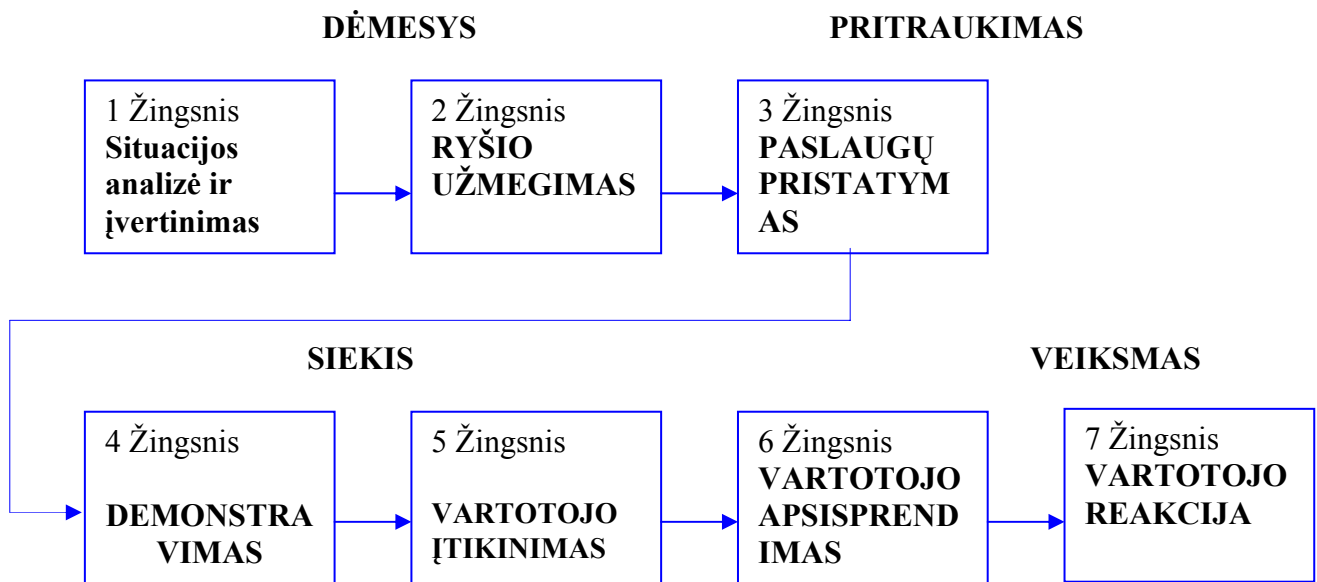 DĖMESYS
PRITRAUKIMAS
1 Žingsnis
Situacijos
analizė ir
įvertinimas
2 Žingsnis
RYŠIO
UŽMEGIMAS
3 Žingsnis
PASLAUGŲ
PRISTATYM
AS
SIEKIS
VEIKSMAS
4 Žingsnis
DEMONSTRA
VIMAS
5 Žingsnis
VARTOTOJO
ĮTIKINIMAS
6 Žingsnis
VARTOTOJO
APSISPREND
IMAS
7 Žingsnis
VARTOTOJO
REAKCIJA